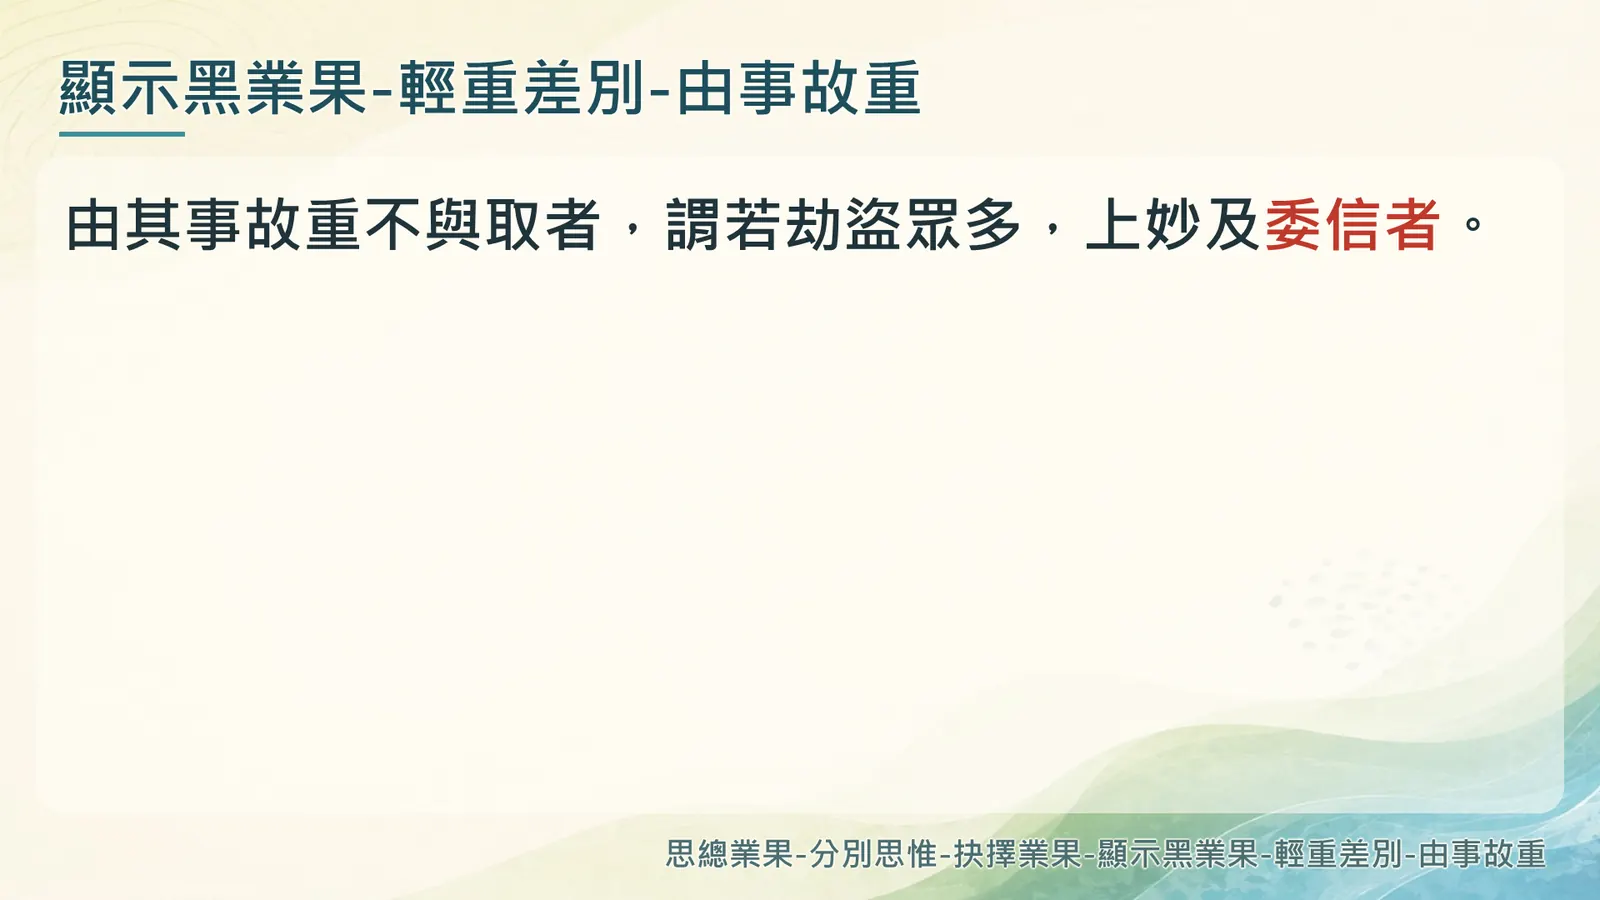 顯示黑業果-輕重差別-由事故重
由其事故重不與取者，謂若劫盜眾多，上妙及委信者。
思總業果-分別思惟-抉擇業果-顯示黑業果-輕重差別-由事故重